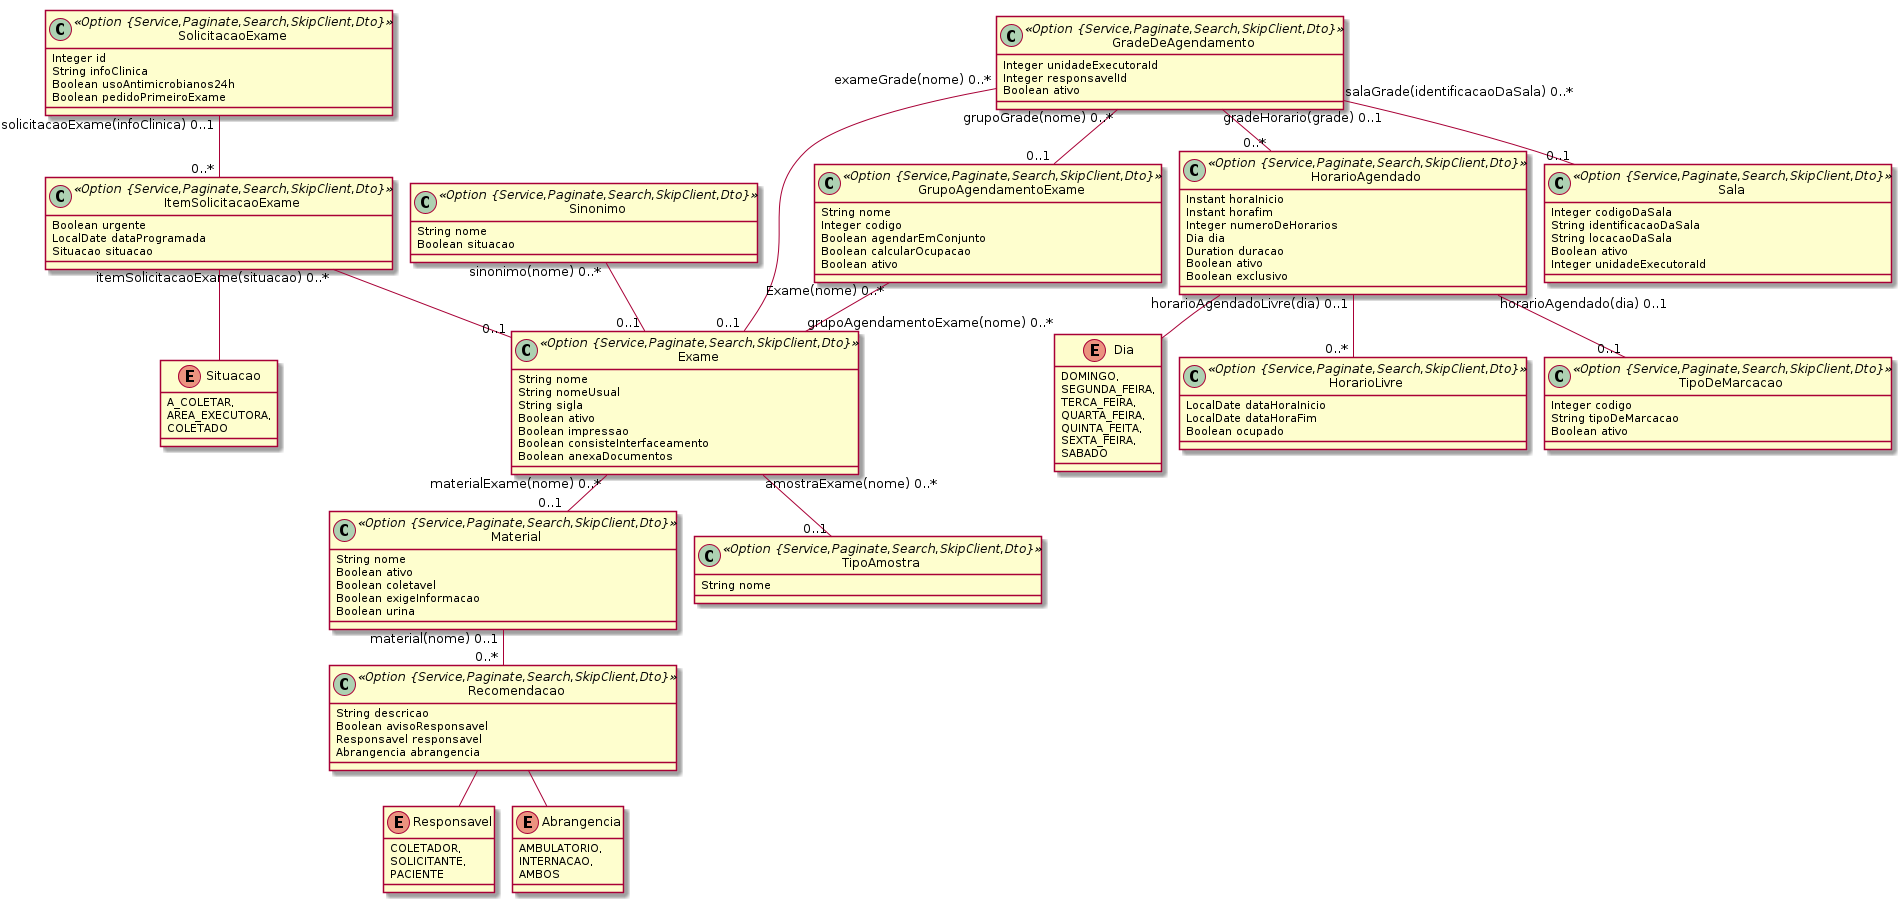 C «Option {Service,Paginate,Search,SkipClient,Dto}»
SolicitacaoExame
Integer id
String infoClinica
Boolean usoAntimicrobianos24h
Boolean pedidoPrimeiroExame
C «Option {Service,Paginate,Search,SkipClient,Dto}»
GradeDeAgendamento
Integer unidadeExecutoraId
Integer responsavelId
Boolean ativo
solicitacaoExame(infoClinica) 0..1
0..*
exameGrade(nome) 0..*
0..1
grupoGrade(nome) 0..*
0..1
gradeHorario(grade) 0..1
0..*
salaGrade(identificacaoDaSala) 0..*
0..1
C «Option {Service,Paginate,Search,SkipClient,Dto}»
ItemSolicitacaoExame
Boolean urgente
LocalDate dataProgramada
Situacao situacao
C «Option {Service,Paginate,Search,SkipClient,Dto}»
Sinonimo
String nome
Boolean situacao
C «Option {Service,Paginate,Search,SkipClient,Dto}»
GrupoAgendamentoExame
String nome
Integer codigo
Boolean agendarEmConjunto
Boolean calcularOcupacao
Boolean ativo
C «Option {Service,Paginate,Search,SkipClient,Dto}»
HorarioAgendado
Instant horaInicio
Instant horafim
Integer numeroDeHorarios
Dia dia
Duration duracao
Boolean ativo
Boolean exclusivo
C «Option {Service,Paginate,Search,SkipClient,Dto}»
Sala
Integer codigoDaSala
String identificacaoDaSala
String locacaoDaSala
Boolean ativo
Integer unidadeExecutoraId
itemSolicitacaoExame(situacao) 0..*
0..1
sinonimo(nome) 0..*
0..1
Exame(nome) 0..*
grupoAgendamentoExame(nome) 0..*
horarioAgendadoLivre(dia) 0..1
0..*
horarioAgendado(dia) 0..1
0..1
E Situacao
A_COLETAR,
AREA_EXECUTORA,
COLETADO
C «Option {Service,Paginate,Search,SkipClient,Dto}»
Exame
String nome
String nomeUsual
String sigla
Boolean ativo
Boolean impressao
Boolean consisteInterfaceamento
Boolean anexaDocumentos
E Dia
DOMINGO,
SEGUNDA_FEIRA,
TERCA_FEIRA,
QUARTA_FEIRA,
QUINTA_FEITA,
SEXTA_FEIRA,
SABADO
C «Option {Service,Paginate,Search,SkipClient,Dto}»
HorarioLivre
LocalDate dataHoraInicio
LocalDate dataHoraFim
Boolean ocupado
C «Option {Service,Paginate,Search,SkipClient,Dto}»
TipoDeMarcacao
Integer codigo
String tipoDeMarcacao
Boolean ativo
materialExame(nome) 0..*
0..1
amostraExame(nome) 0..*
0..1
C «Option {Service,Paginate,Search,SkipClient,Dto}»
Material
String nome
Boolean ativo
Boolean coletavel
Boolean exigeInformacao
Boolean urina
C «Option {Service,Paginate,Search,SkipClient,Dto}»
TipoAmostra
String nome
material(nome) 0..1
0..*
C «Option {Service,Paginate,Search,SkipClient,Dto}»
Recomendacao
String descricao
Boolean avisoResponsavel
Responsavel responsavel
Abrangencia abrangencia
E Responsavel
COLETADOR,
SOLICITANTE,
PACIENTE
E Abrangencia
AMBULATORIO,
INTERNACAO,
AMBOS